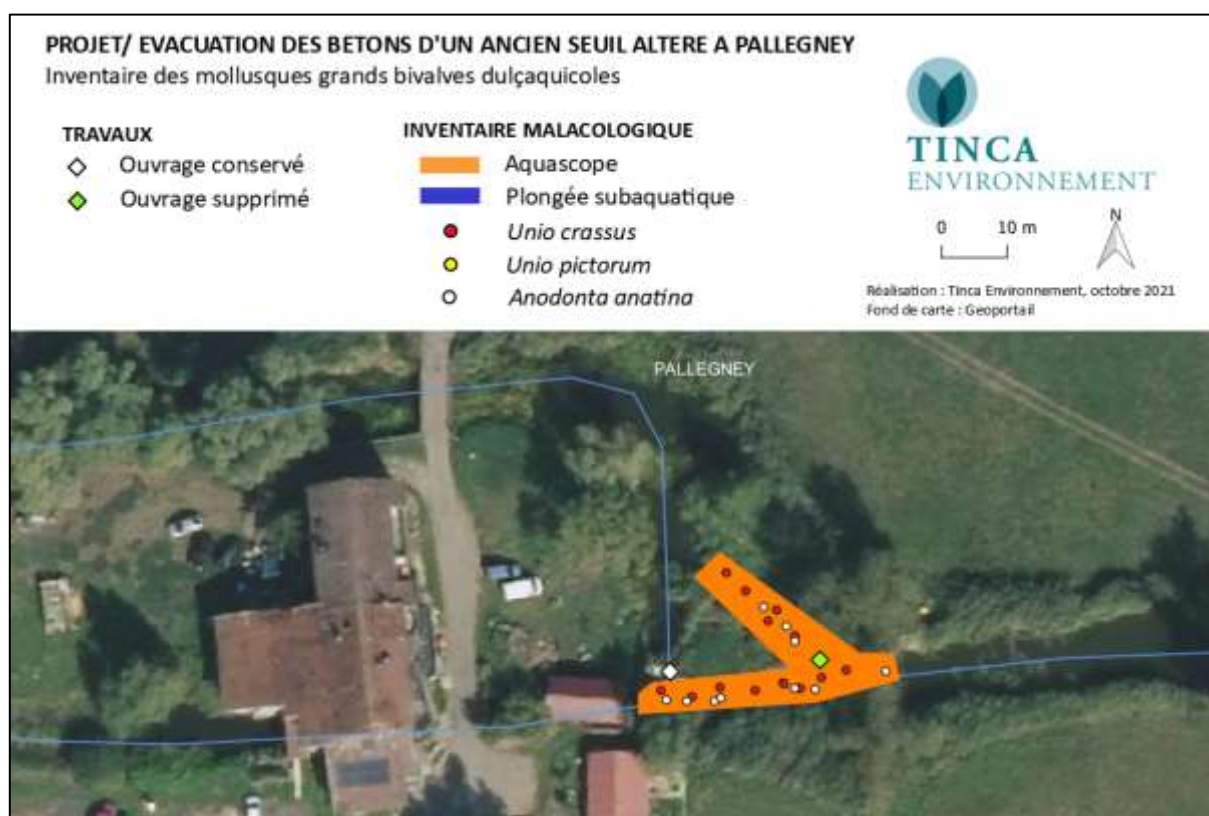 PROJET/ EVACUATION DES BETONS D'UN ANCIEN SEUIL ALTERE A PALLEGNEY
Inventaire des mollusques grands bivalves dulçaquicoles
TRAVAUX
Ouvrage conservé
Ouvrage supprimé
INVENTAIRE MALACOLOGIQUE
Aquascope
Plongée subaquatique
Unio crassus
Unio pictorum
Anodonta anatina
TINCA
ENVIRONNEMENT
0 10 m
N
Réalisation : Tinca Environnement, octobre 2021
Fond de carte : Geoportail
PALLEGNEY